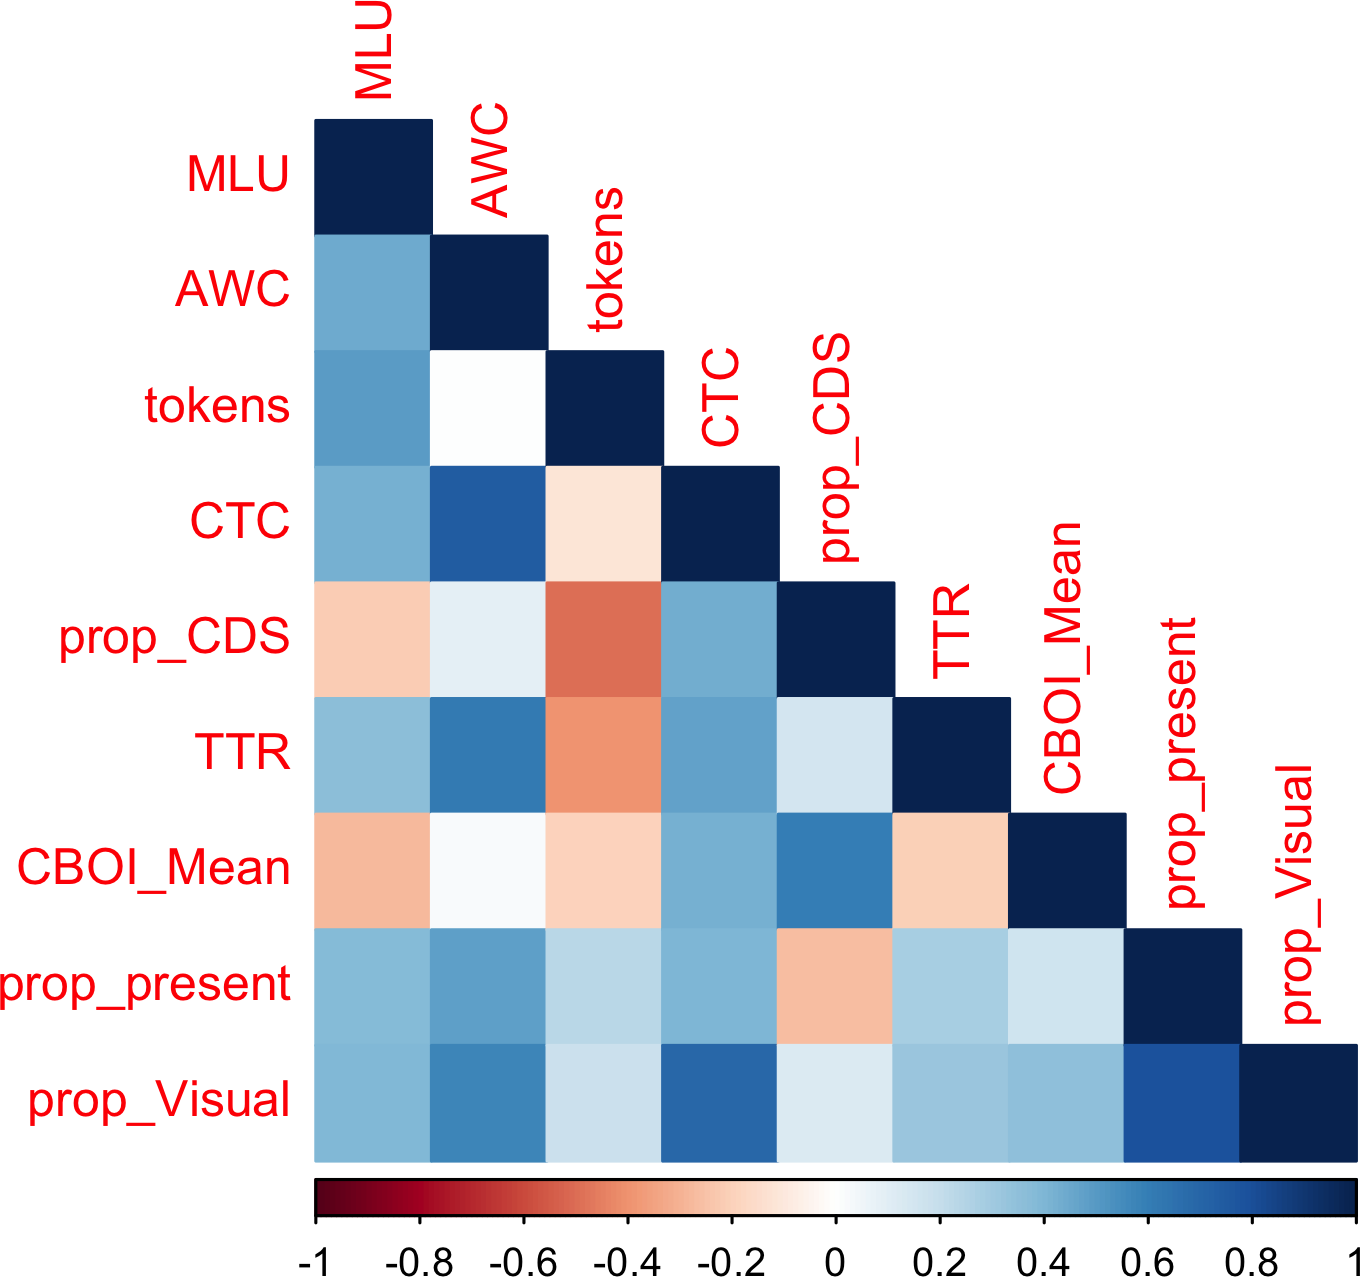 MLU
AWC
tokens
CTC
prop_CDS
TTR
CBOI_Mean
prop_present
prop_Visual
MLU
AWC
tokens
CTC
prop_CDS
TTR
CBOI_Mean
prop_present
prop_Visual
-1 -0.8 -0.6 -0.4 -0.2 0 0.2 0.4 0.6 0.8 1